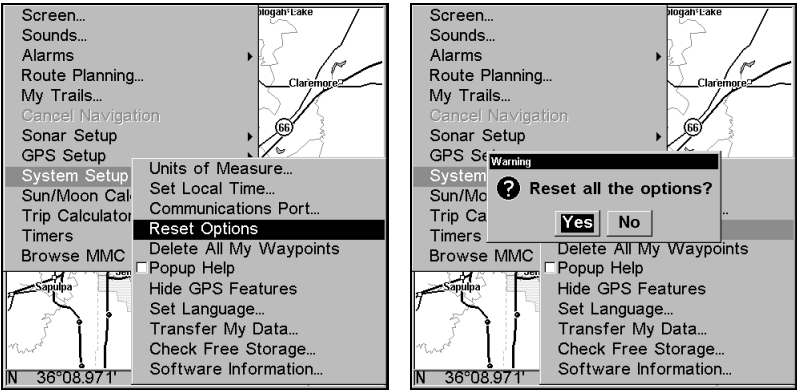 Screen...
Sounds...
Alarms
Route Planning...
My Trails...
Cancel Navigation
Sonar Setup
GPS Setup
System Setup
Sun/Moon Cal
Trip Calculator
Timers
Browse MMC
Units of Measure...
Set Local Time...
Communications Port...
Reset Options
Delete All My Waypoints
Popup Help
Hide GPS Features
Set Language...
Transfer My Data...
Check Free Storage...
Software Information...
Lake
Claremore
66
Sapulpa
N 36°08.971'
Screen...
Sounds...
Alarms
Route Planning...
My Trails...
Cancel Navigation
Sonar Setup
GPS Se
System
Sun/Mo
Trip Ca
Timers
Browse MMC
Warning
Reset all the options?
Yes No
Delete All My Waypoints
Popup Help
Hide GPS Features
Set Language...
Transfer My Data...
Check Free Storage...
Software Information...
Lake
Claremore
66
Sapulpa
N 36°08.971'